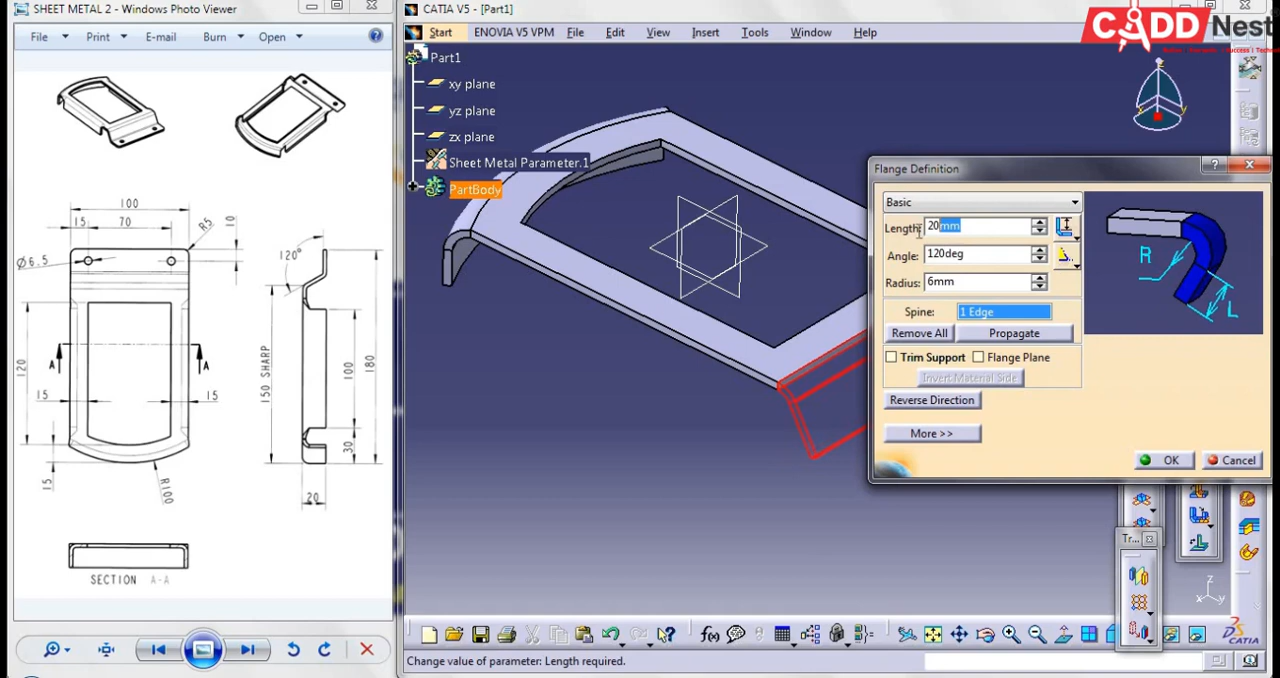 SHEET METAL 2 - Windows Photo Viewer
File Print E-mail Burn Open
100
15 70
R5
10
Ø6.5
120°
120
A A
150 SHARP
100
180
15 15
30
15
R100
20
SECTION A-A
CATIA V5 - [Part1]
CADD Nest
Start ENOVIA V5 VPM File Edit View Insert Tools Window Help
Part1
xy plane
yz plane
zx plane
Sheet Metal Parameter.1
PartBody
z
Flange Definition
Basic
Length: 20mm
Angle: 120deg
Radius: 6mm
Spine: 1 Edge
Remove All Propagate
Trim Support Flange Plane
Invert Material Side
Reverse Direction
More >>
OK Cancel
R
L
Tr...
z
x y
f(x)
CATIA
Change value of parameter: Length required.